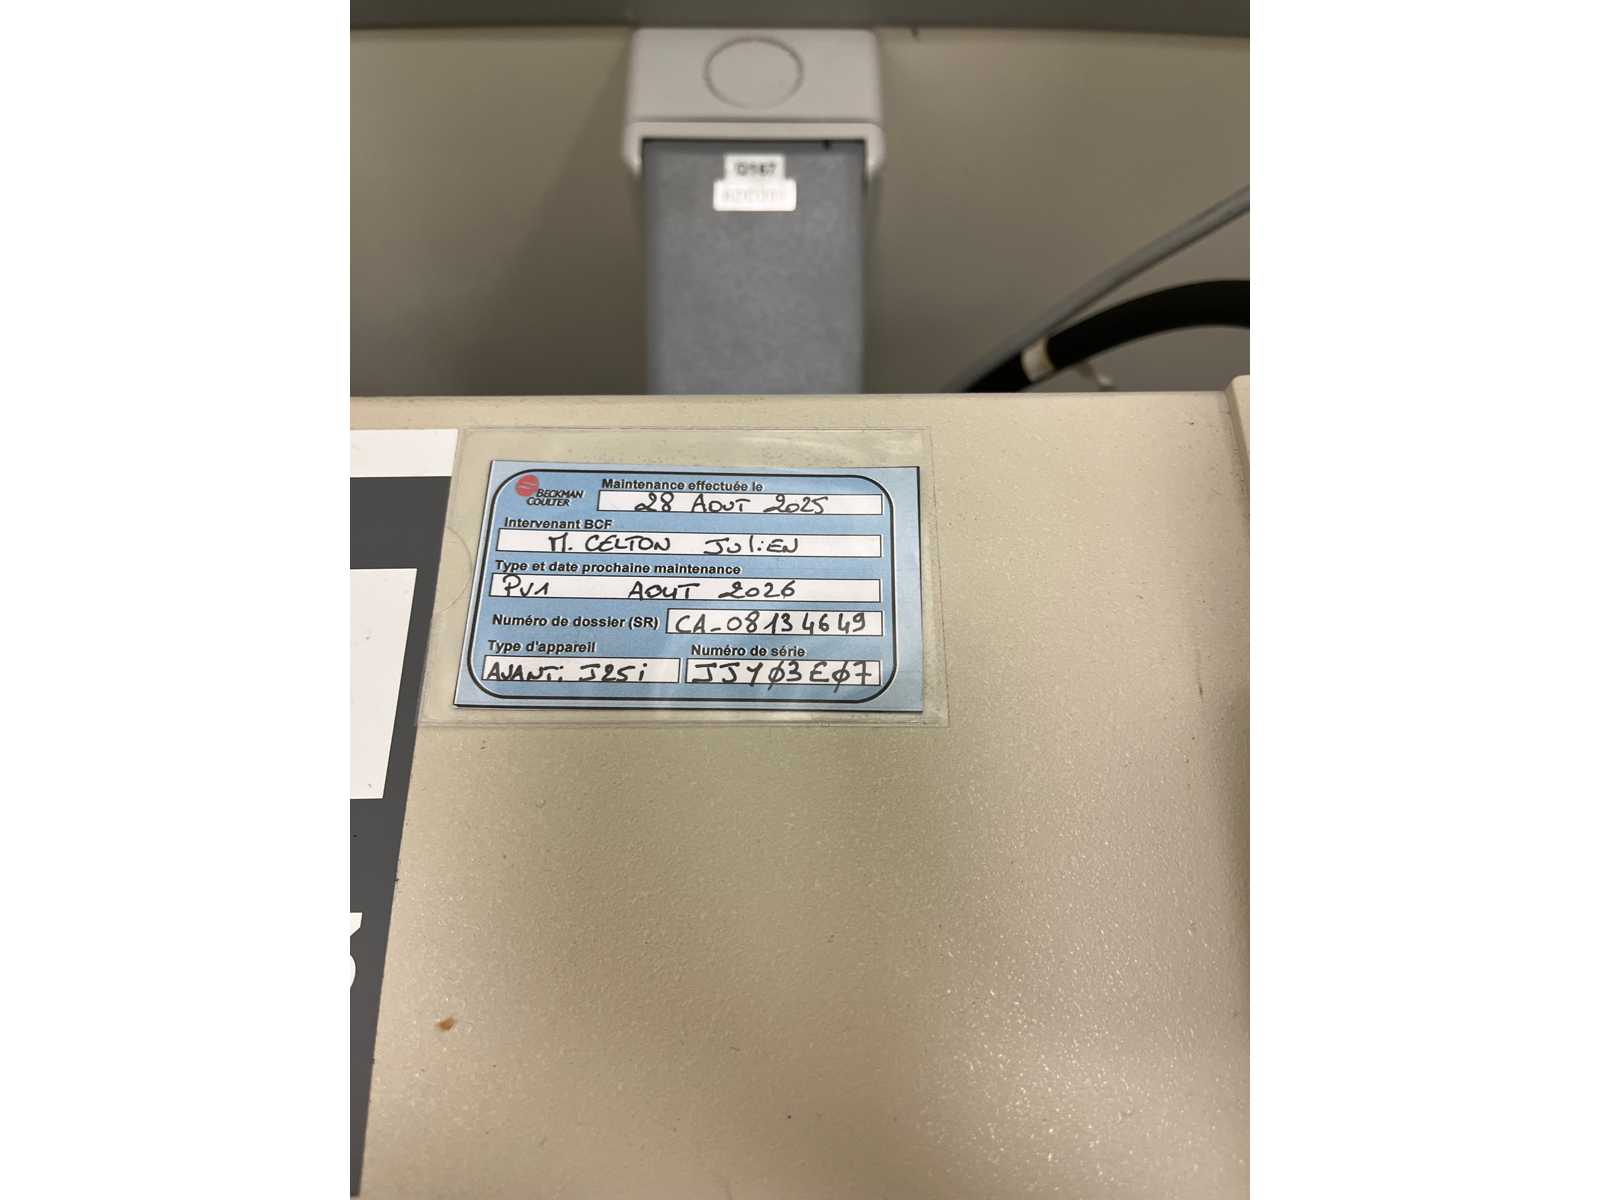 BECKMAN
COULTER
Maintenance effectuée le
28 AOUT 2025
Intervenant BCF
M. CELTON JuliEN
Type et date prochaine maintenance
PV1 AOUT 2026
Numéro de dossier (SR) CA-08134649
Type d'appareil
AVANTi J25i
Numéro de série
JJY03E07